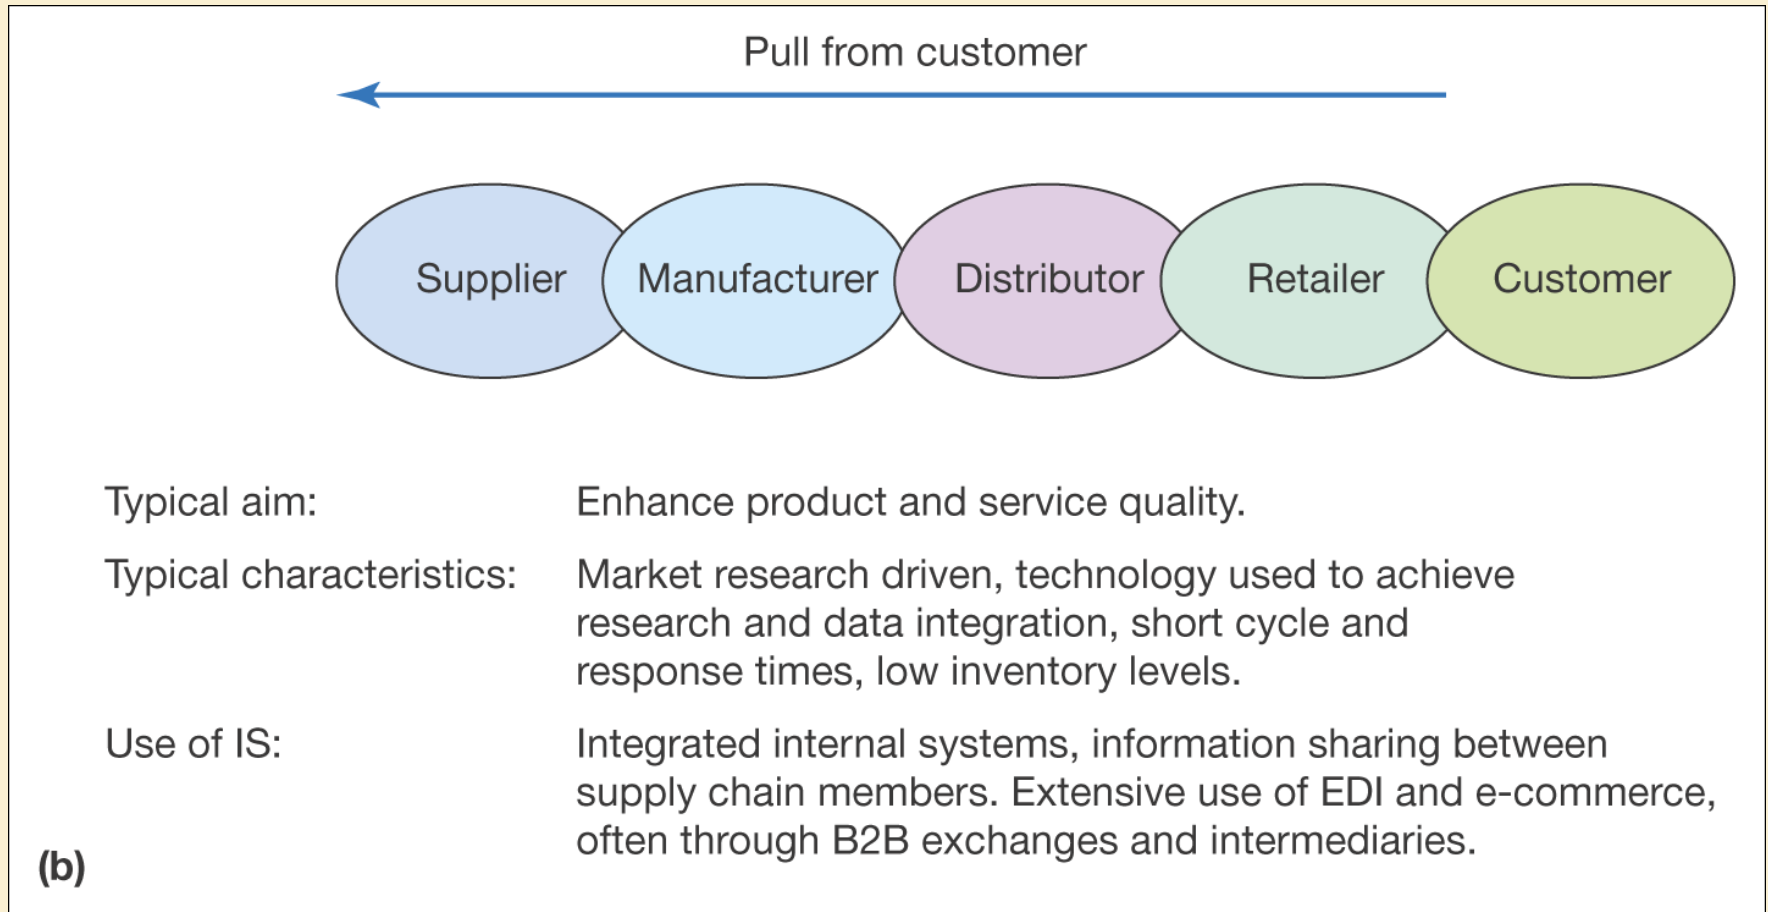 Pull from customer
Supplier Manufacturer Distributor Retailer Customer
Typical aim: Enhance product and service quality.
Typical characteristics: Market research driven, technology used to achieve
research and data integration, short cycle and
response times, low inventory levels.
Use of IS: Integrated internal systems, information sharing between
supply chain members. Extensive use of EDI and e-commerce,
often through B2B exchanges and intermediaries.
(b)